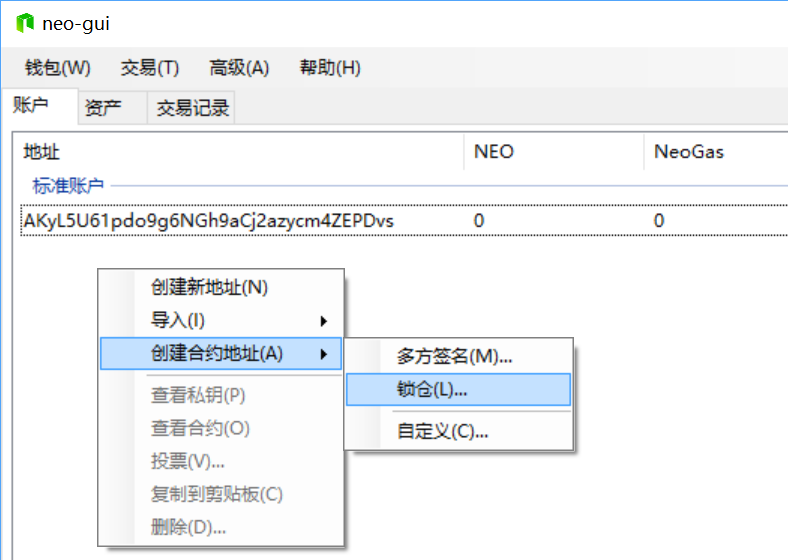 neo-gui
钱包(W) 交易(T) 高级(A) 帮助(H)
账户 资产 交易记录
地址 NEO NeoGas
标准账户
AKyL5U61pdo9g6NGh9aCj2azycm4ZEPDvs 0 0
创建新地址(N)
导入(I)
创建合约地址(A)
查看私钥(P)
查看合约(O)
投票(V)...
复制到剪贴板(C)
删除(D)...
多方签名(M)...
锁仓(L)...
自定义(C)...